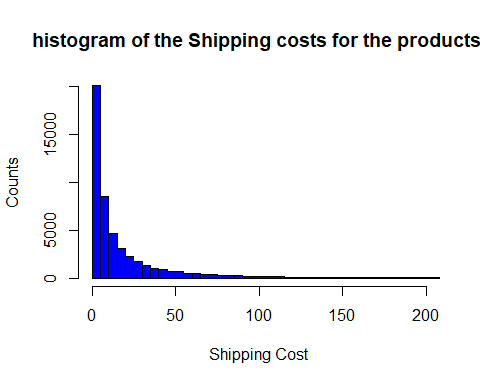 histogram of the Shipping costs for the products
Counts
15000
5000
0
0 50 100 150 200
Shipping Cost